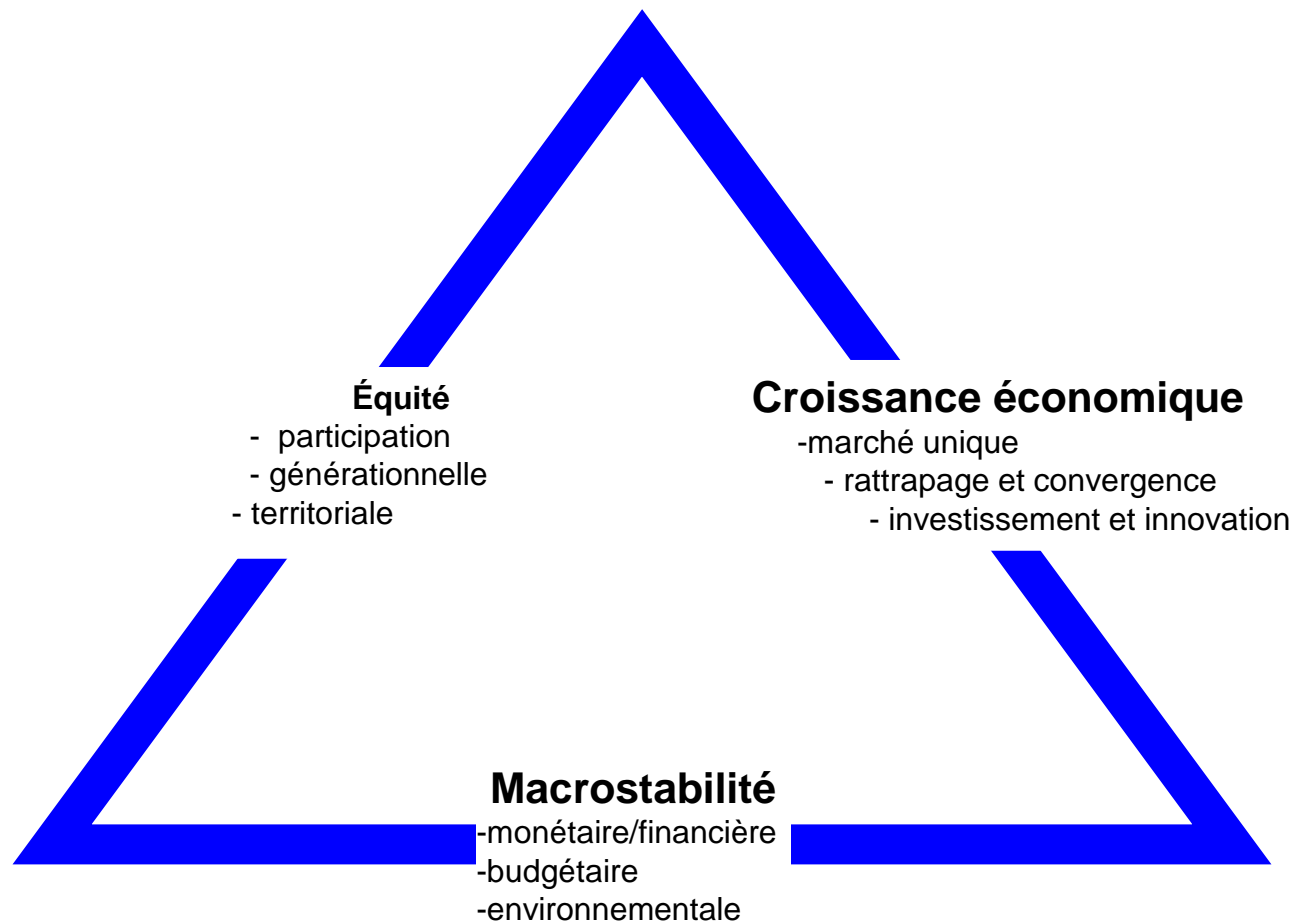 Équité
- participation
- générationnelle
- territoriale
Croissance économique
-marché unique
- rattrapage et convergence
- investissement et innovation
Macrostabilité
-monétaire/financière
-budgétaire
-environnementale